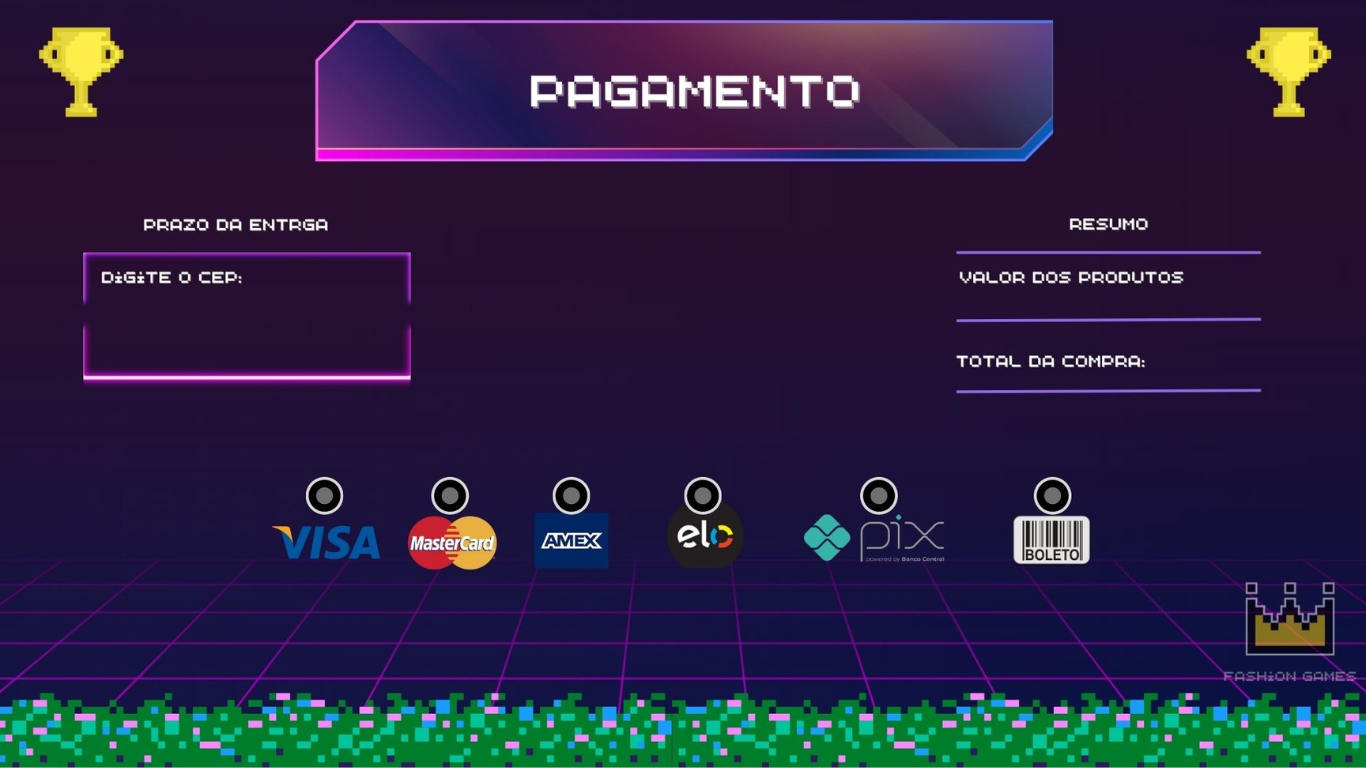 PAGAMENTO
PRAZO DA ENTRGA
DiGiTE O CEP:
RESUMO
VALOR DOS PRODUTOS
TOTAL DA COMPRA:
VISA
MasterCard
AMEX
elo
pix
powered by Banco Central
BOLETO
FASHiON GAMES